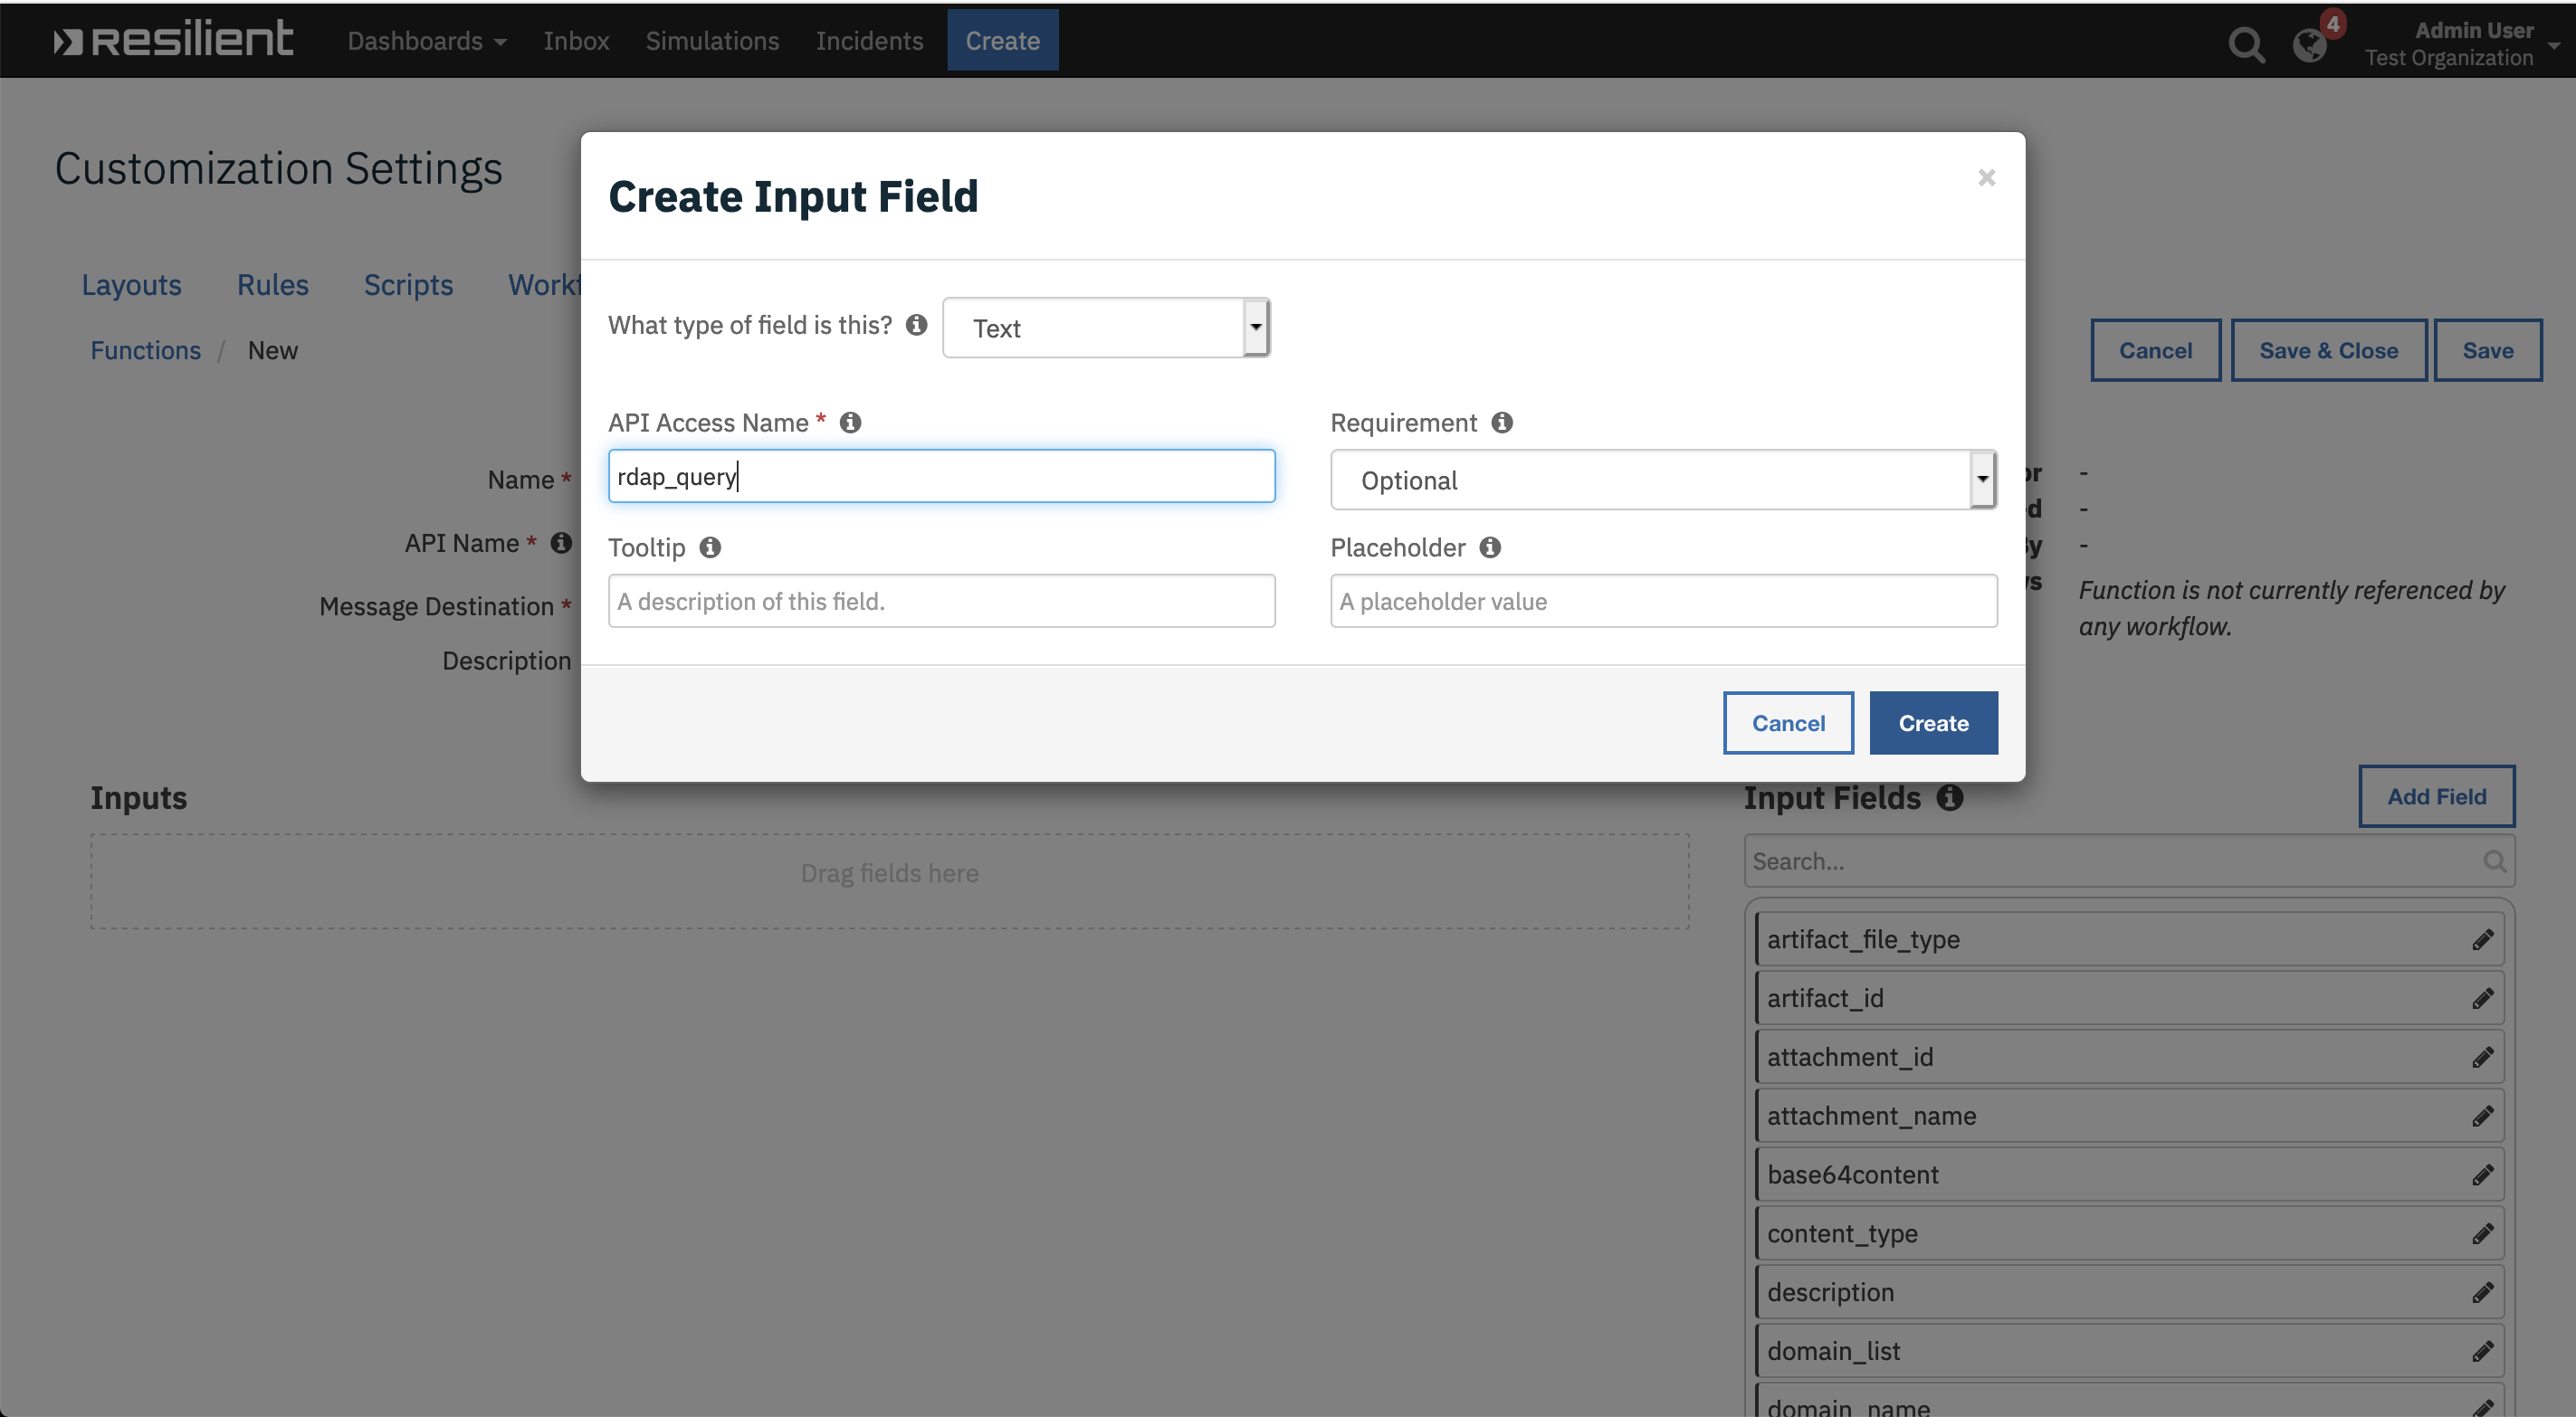 Resilient Dashboards Inbox Simulations Incidents Create 4 Admin User
Test Organization
Customization Settings
Create Input Field
×
Layouts Rules Scripts
What type of field is this? Text
Functions / New
Cancel Save & Close Save
API Access Name * Requirement
rdap_query Optional
Name *
API Name *
Tooltip Placeholder
A description of this field. A placeholder value
Message Destination *
Description
-
-
-
Function is not currently referenced by
any workflow.
Cancel Create
Inputs
Drag fields here
Input Fields Add Field
Search...
artifact_file_type
artifact_id
attachment_id
attachment_name
base64content
content_type
description
domain_list
domain_name